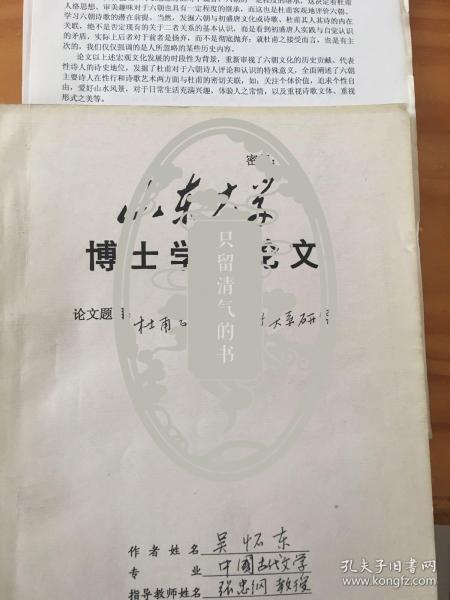 人格思想、审美趣味对于六朝也具有一定程度的继承,而这也是杜甫客观地评价六朝、
学习六朝诗歌的潜在前提。当然,发掘六朝与初盛唐文化或诗歌、杜甫其人其诗的内在
关联,绝不是否定现有的关于二者关系的基本认识,而是看到初盛唐人实践与自觉认识
的矛盾,实际上后者对于前者是扬弃,而不是彻底抛弃;就杜甫之接受而言,也是有主
次的,我们仅仅强调的是人所忽略的某些历史内容。
论文以上述宏观文化发展的时段性为背景,重新审视了六朝文化的历史贡献、代表
性诗人的诗史地位,发掘了杜甫对于六朝诗人评论和认识的特殊意义,全面阐述了六朝
主要诗人在性行和诗歌艺术两方面与杜甫的密切关联,如:关注个体价值,追求个性自
由,爱好山水风景,对于日常生活充满兴趣,体验人之常情,以及重视诗歌文体、重视
形式之美等。
密
山东大学
博士学 论文
论文题目: 杜甫 关系研究
只留清气的书
作者姓名 吴怀东
专 业 中国古代文学
指导教师姓名 张忠纲 教授
孔夫子旧书网